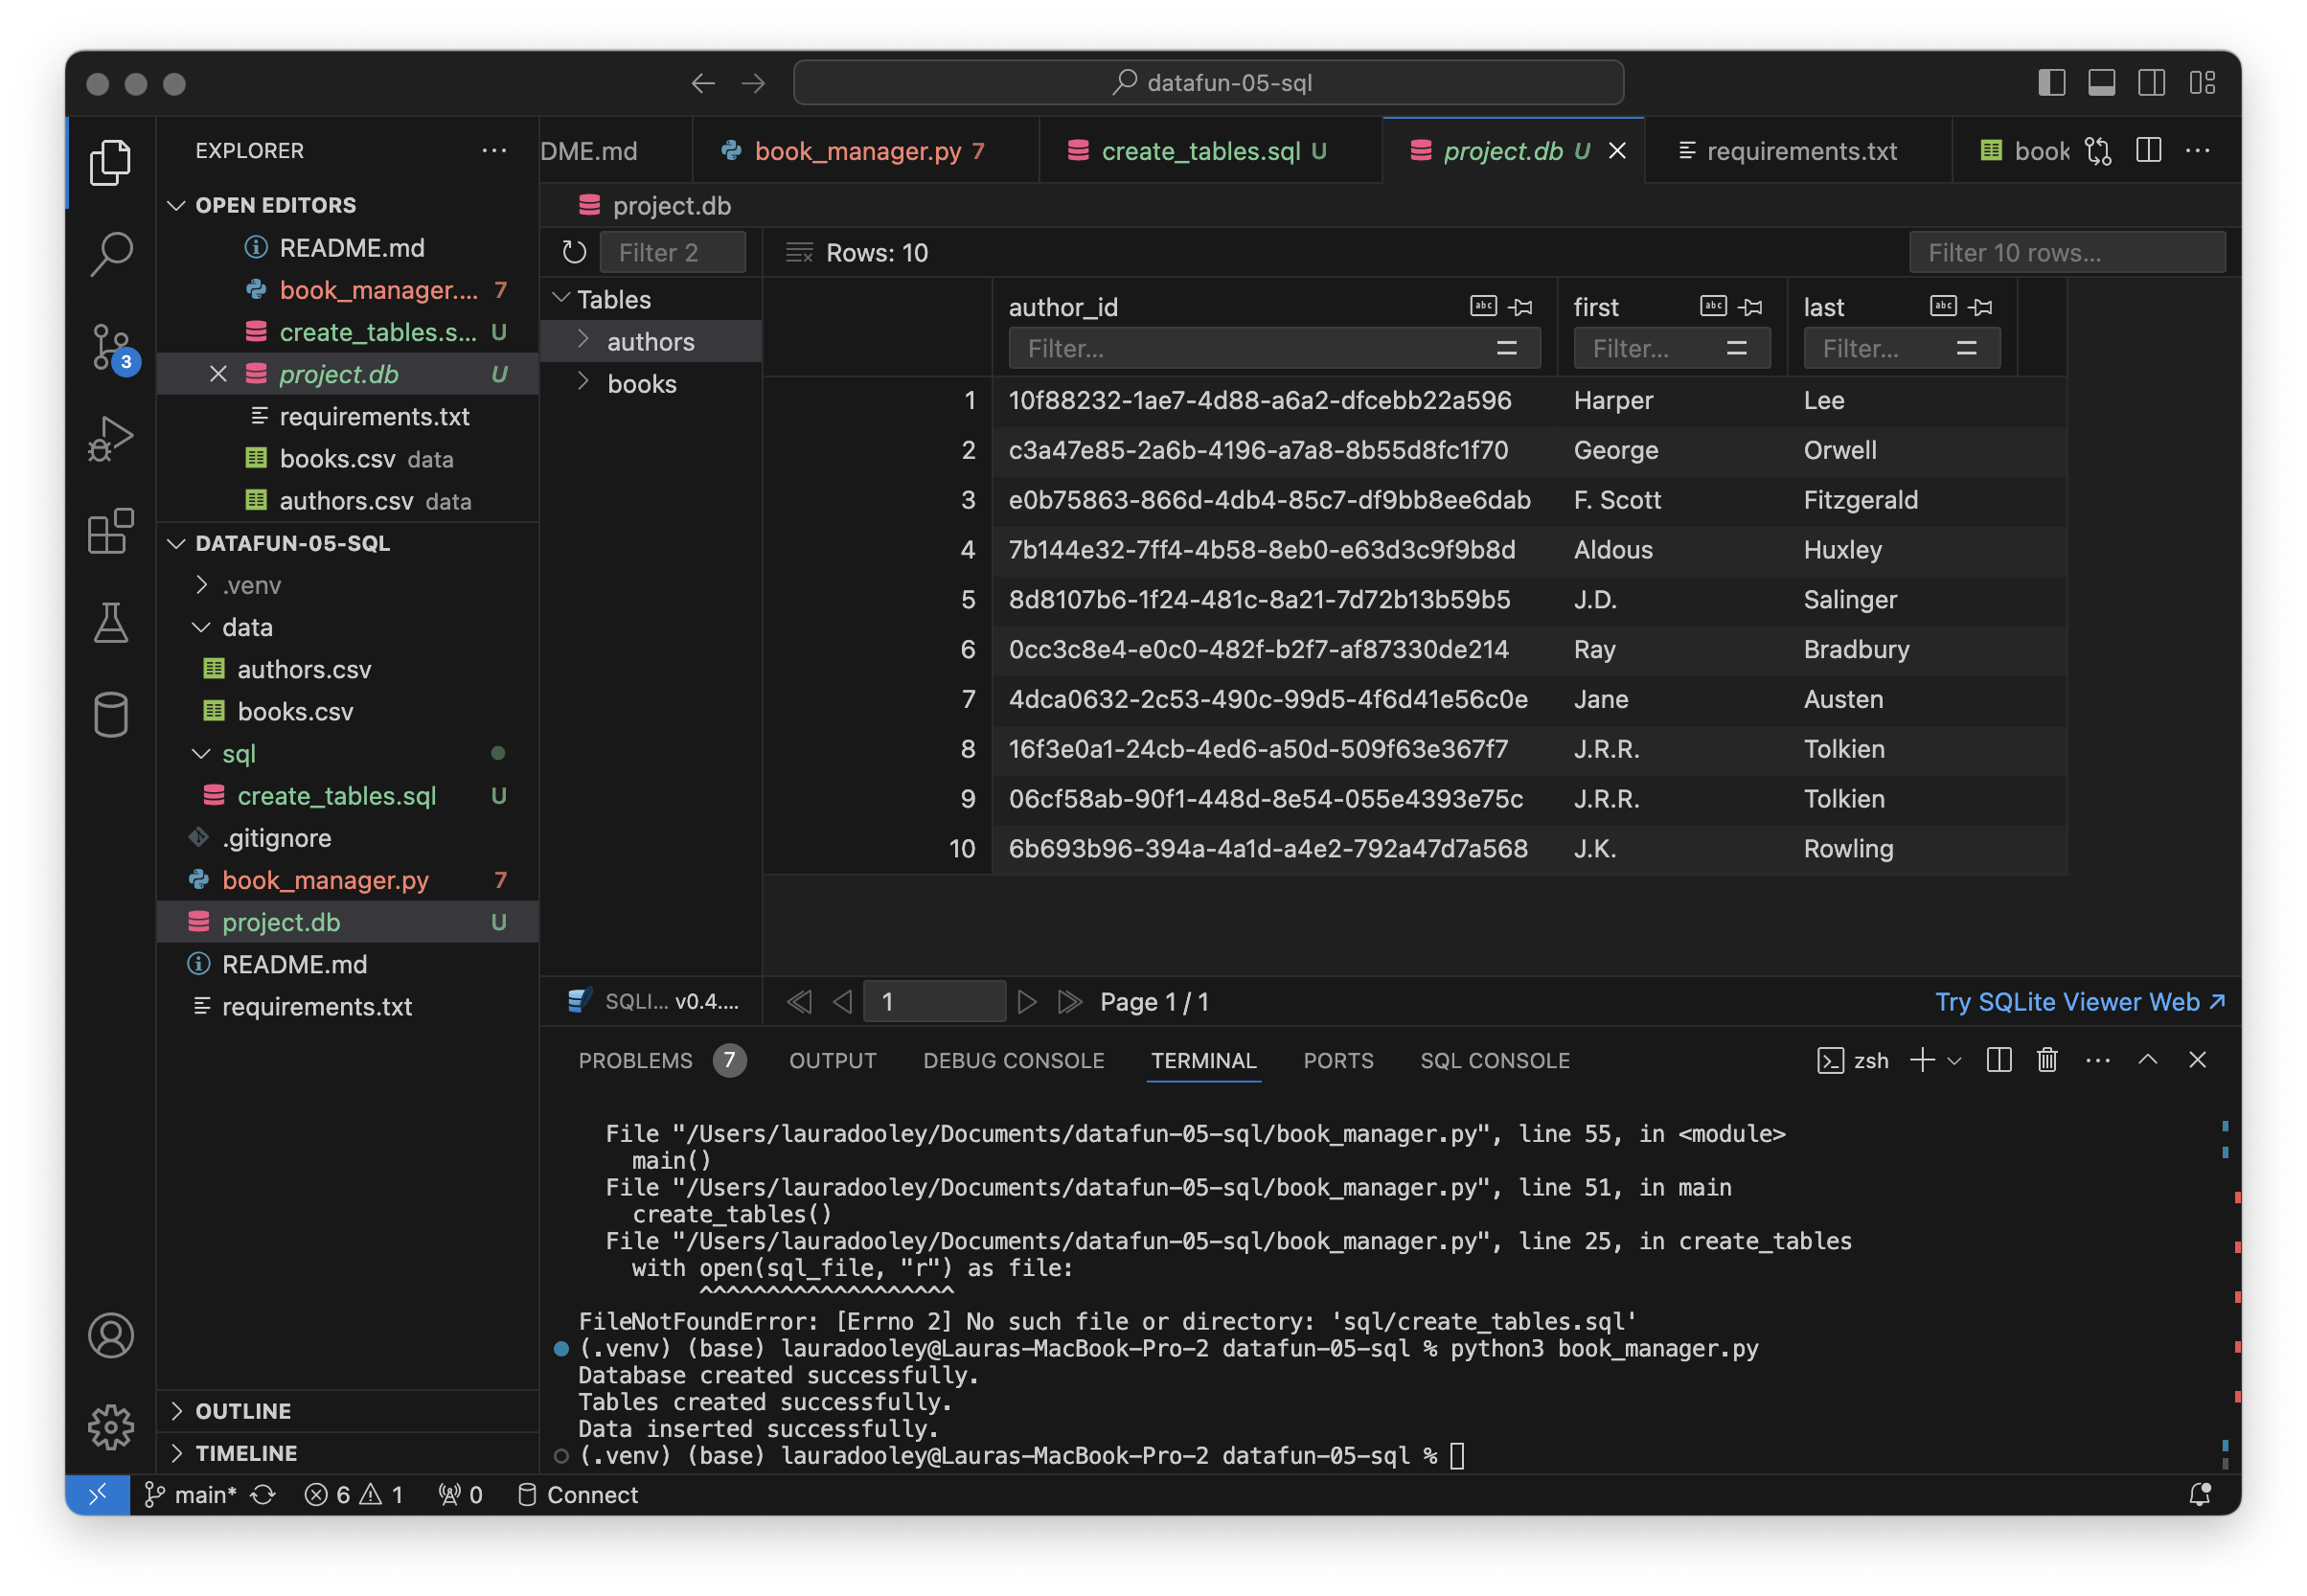 datafun-05-sql
EXPLORER
OPEN EDITORS
README.md
book_manager.... 7
create_tables.s... U
project.db U
requirements.txt
books.csv data
authors.csv data
DATAFUN-05-SQL
.venv
data
authors.csv
books.csv
sql
create_tables.sql U
.gitignore
book_manager.py 7
project.db U
README.md
requirements.txt
OUTLINE
TIMELINE
3
DME.md
book_manager.py 7
create_tables.sql U
project.db U
requirements.txt
book
project.db
Filter 2
Rows: 10
Filter 10 rows...
Tables
authors
books
author_id abc first abc last abc
Filter... Filter... Filter...
1 10f88232-1ae7-4d88-a6a2-dfcebb22a596 Harper Lee
2 c3a47e85-2a6b-4196-a7a8-8b55d8fc1f70 George Orwell
3 e0b75863-866d-4db4-85c7-df9bb8ee6dab F. Scott Fitzgerald
4 7b144e32-7ff4-4b58-8eb0-e63d3c9f9b8d Aldous Huxley
5 8d8107b6-1f24-481c-8a21-7d72b13b59b5 J.D. Salinger
6 0cc3c8e4-e0c0-482f-b2f7-af87330de214 Ray Bradbury
7 4dca0632-2c53-490c-99d5-4f6d41e56c0e Jane Austen
8 16f3e0a1-24cb-4ed6-a50d-509f63e367f7 J.R.R. Tolkien
9 06cf58ab-90f1-448d-8e54-055e4393e75c J.R.R. Tolkien
10 6b693b96-394a-4a1d-a4e2-792a47d7a568 J.K. Rowling
SQLI... v0.4....
1 Page 1 / 1
Try SQLite Viewer Web
PROBLEMS 7 OUTPUT DEBUG CONSOLE TERMINAL PORTS SQL CONSOLE
zsh
File "/Users/lauradooley/Documents/datafun-05-sql/book_manager.py", line 55, in <module>
main()
File "/Users/lauradooley/Documents/datafun-05-sql/book_manager.py", line 51, in main
create_tables()
File "/Users/lauradooley/Documents/datafun-05-sql/book_manager.py", line 25, in create_tables
with open(sql_file, "r") as file:
^^^^^^^^^^^^^^^^^^^
FileNotFoundError: [Errno 2] No such file or directory: 'sql/create_tables.sql'
(.venv) (base) lauradooley@Lauras-MacBook-Pro-2 datafun-05-sql % python3 book_manager.py
Database created successfully.
Tables created successfully.
Data inserted successfully.
(.venv) (base) lauradooley@Lauras-MacBook-Pro-2 datafun-05-sql %
main* 6 1 0 Connect